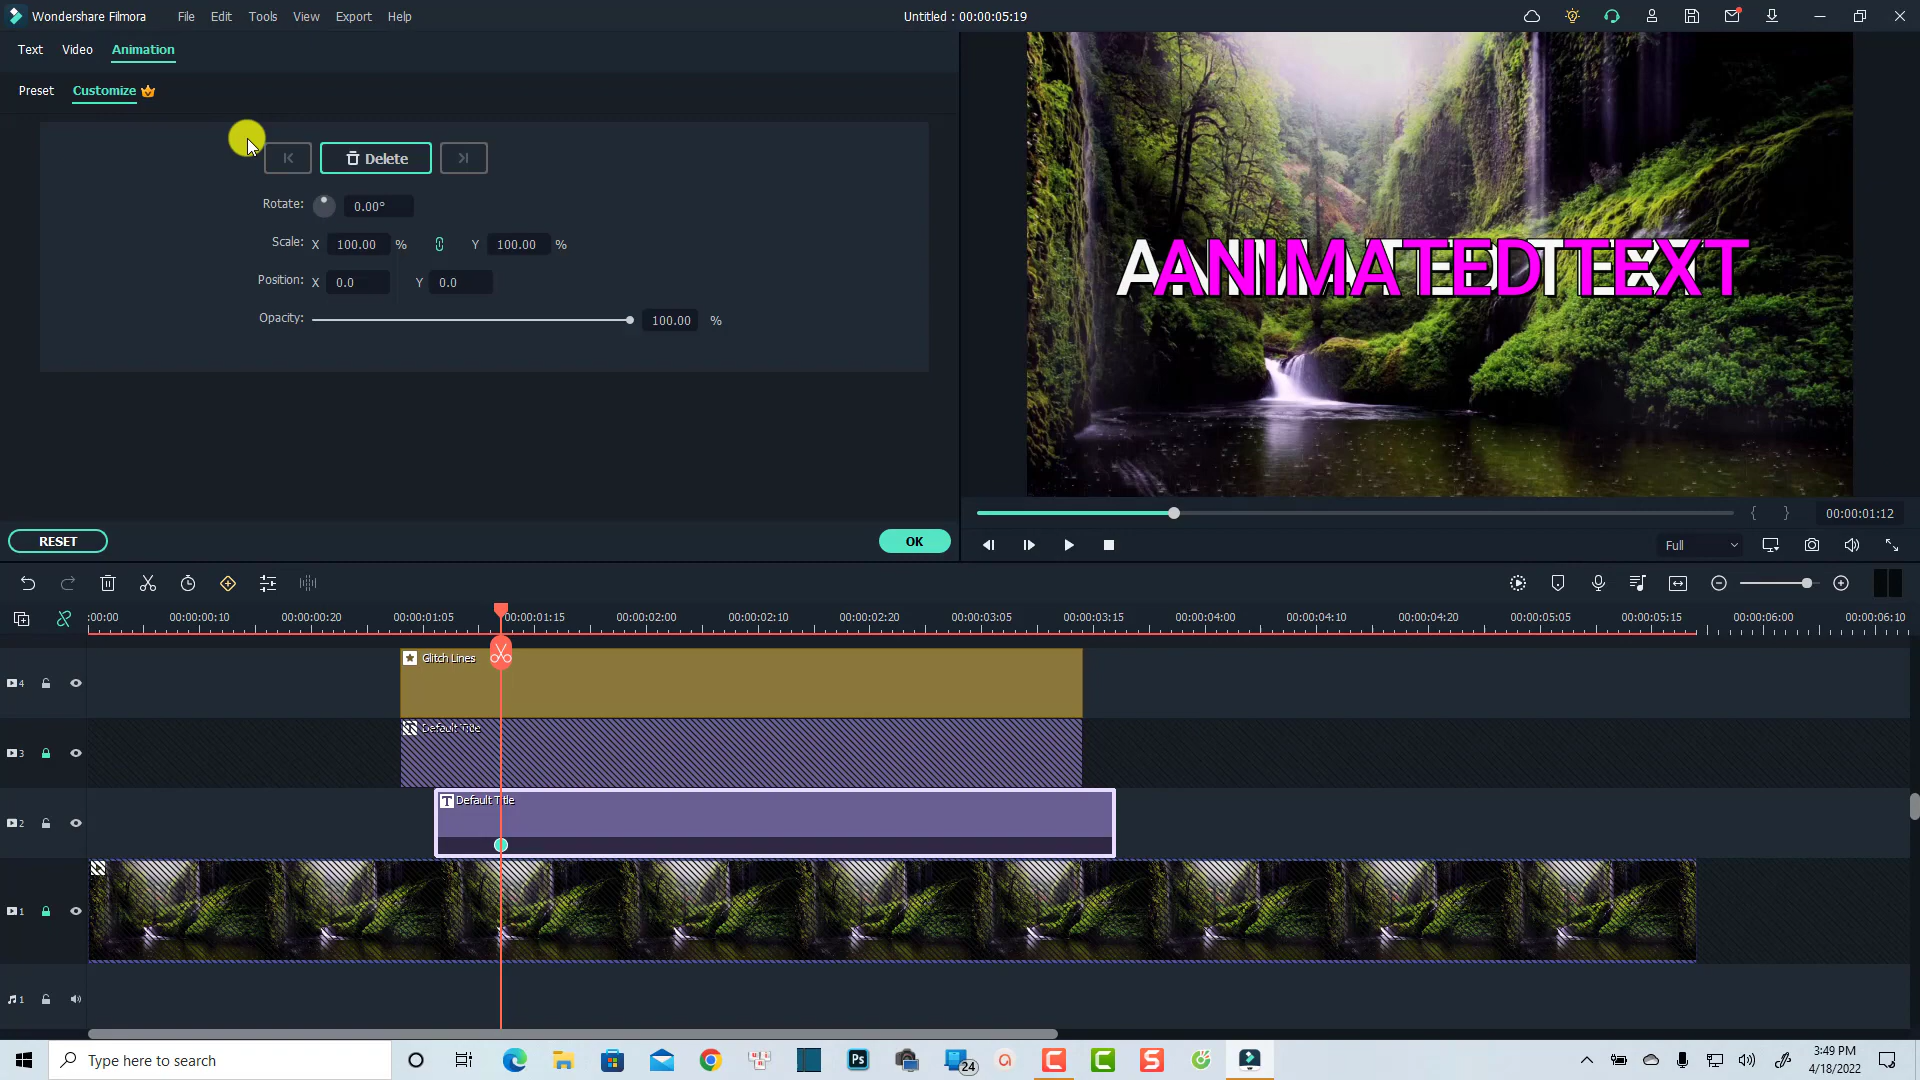 Wondershare Filmora File Edit Tools View Export Help Untitled : 00:00:05:19
Text Video Animation
Preset Customize
Delete
Rotate: 0.00°
Scale: X 100.00 % Y 100.00 %
Position: X 0.0 Y 0.0
Opacity: 100.00 %
ANIMATED TEXT
ANIMATED TEXT
RESET OK
{ } 00:00:01:12
Full
:00:00 00:00:00:10 00:00:00:20 00:00:01:05 00:00:01:15 00:00:02:00 00:00:02:10 00:00:02:20 00:00:03:05 00:00:03:15 00:00:04:00 00:00:04:10 00:00:04:20 00:00:05:05 00:00:05:15 00:00:06:00 00:00:06:10
4 Glitch Lines
3 Default Title
2 Default Title
1
1
Type here to search
Ps
24
3:49 PM
4/18/2022